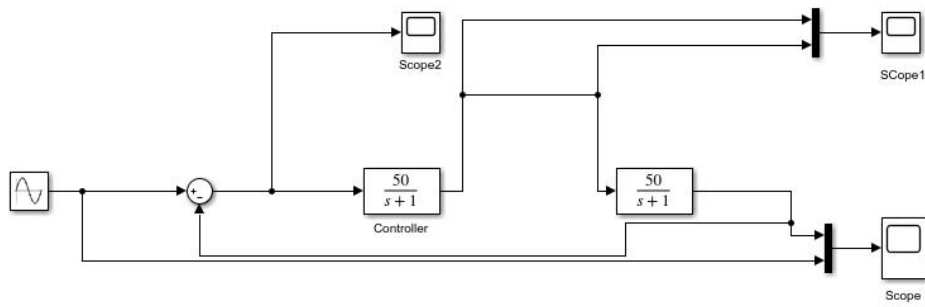 Scope2
SCope1
+
−
50
s + 1
Controller
50
s + 1
Scope